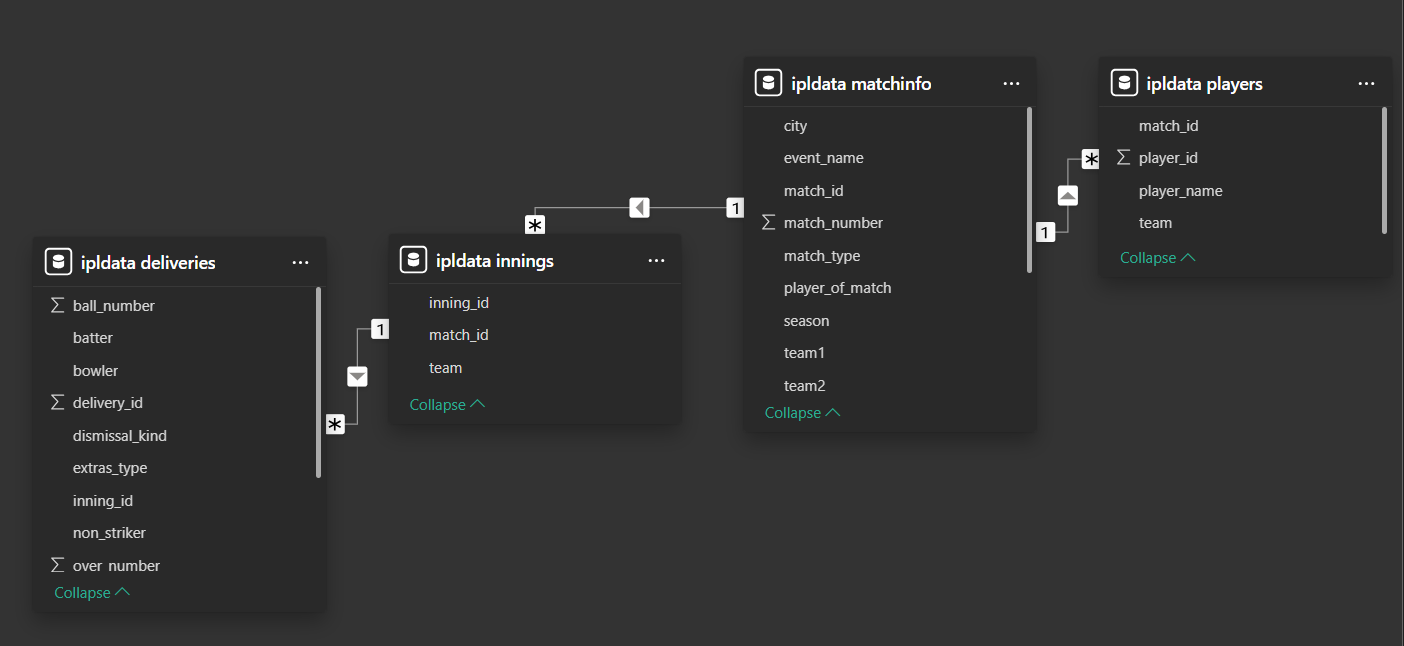 ipldata deliveries
Σ ball_number
batter
bowler
Σ delivery_id
dismissal_kind
extras_type
inning_id
non_striker
Σ over_number
Collapse
*
1
ipldata innings
inning_id
match_id
team
Collapse
*
1
ipldata matchinfo
city
event_name
match_id
Σ match_number
match_type
player_of_match
season
team1
team2
Collapse
1
*
ipldata players
match_id
Σ player_id
player_name
team
Collapse